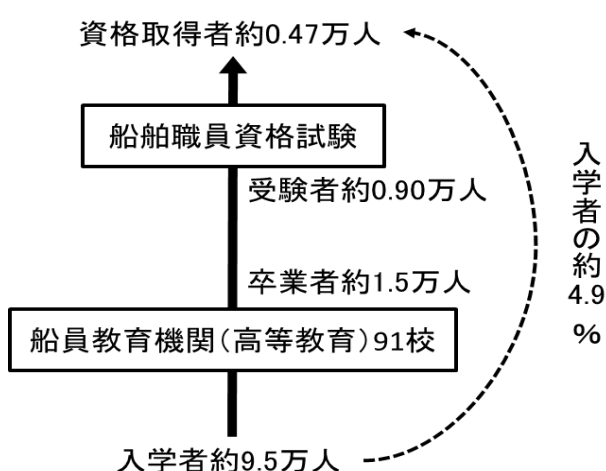 資格取得者約0.47万人
船舶職員資格試験
受験者約0.90万人
卒業者約1.5万人
船員教育機関(高等教育)91校
入学者約9.5万人
入学者の約4.9%